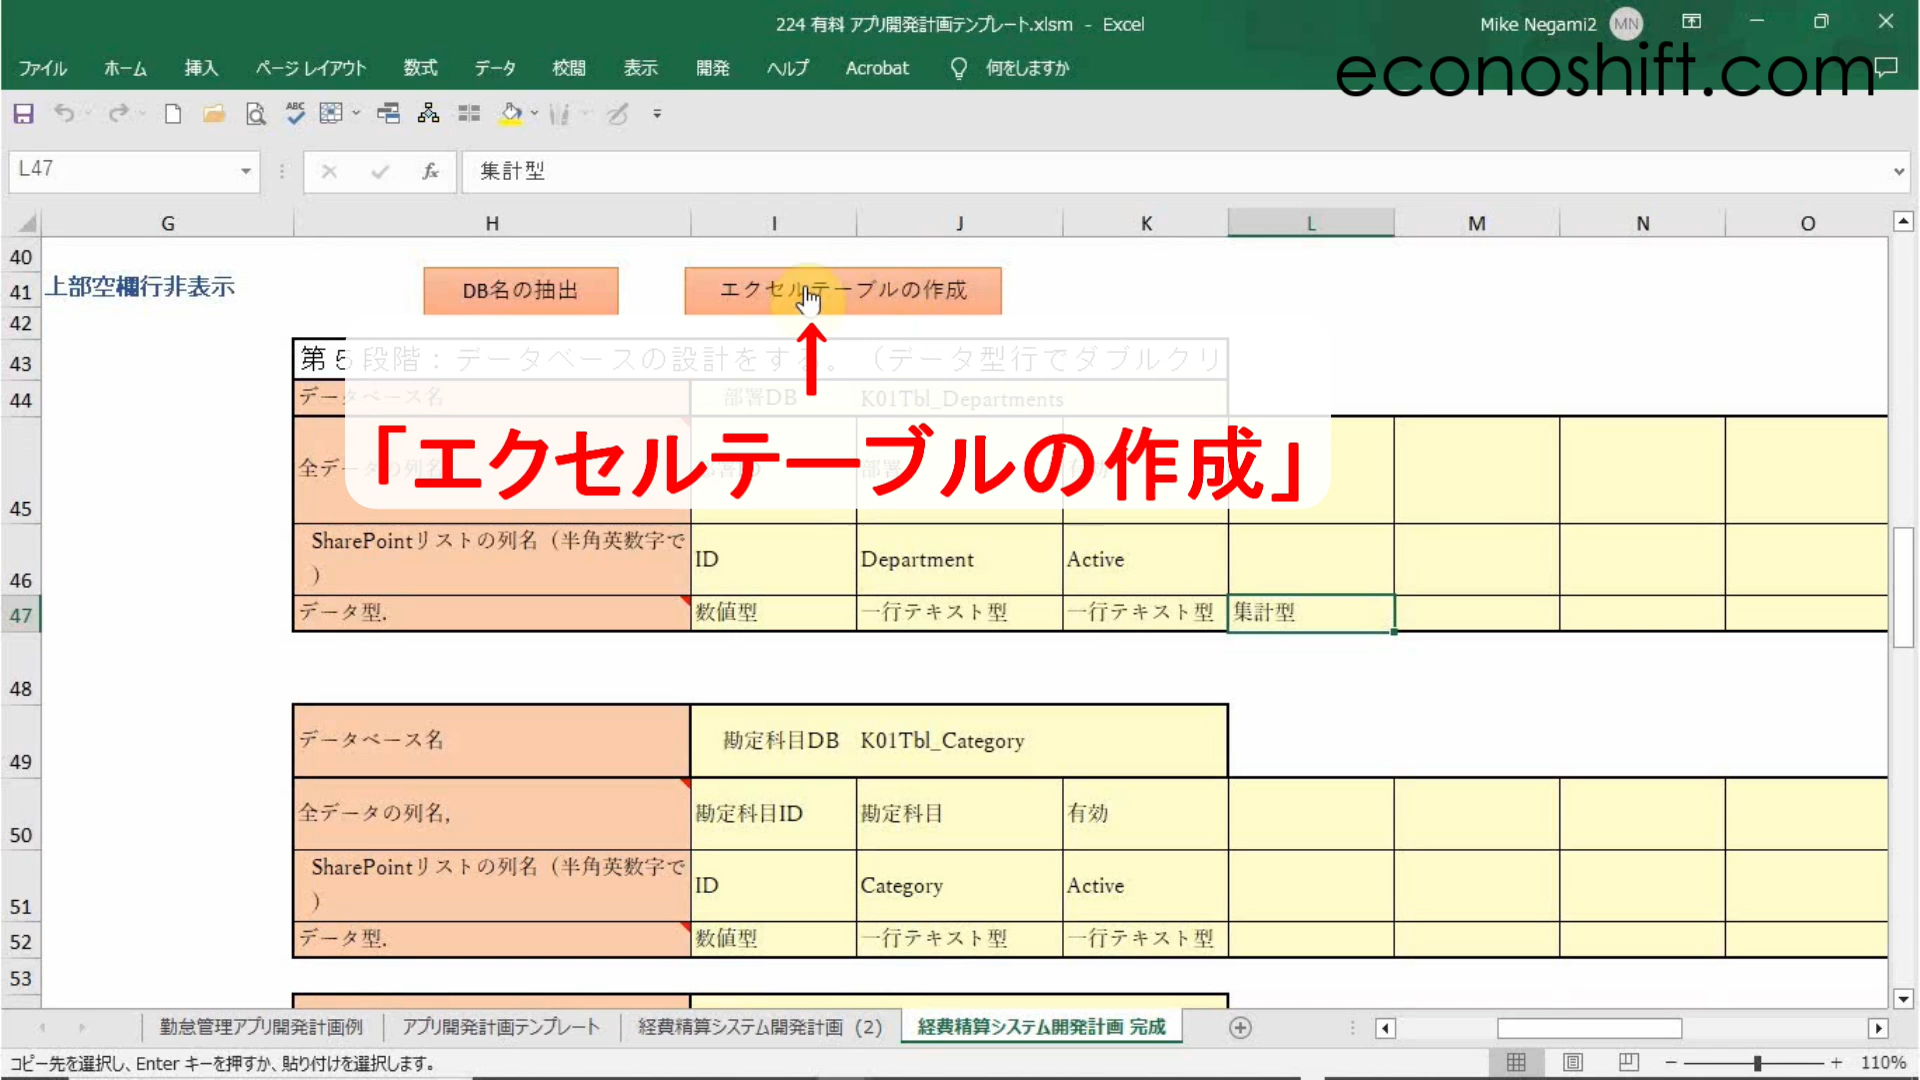 224 有料 アプリ開発計画テンプレート.xlsm - Excel
Mike Negami2 MN
ファイル ホーム 挿入 ページ レイアウト 数式 データ 校閲 表示 開発 ヘルプ Acrobat 何をしますか
econoshift.com
ABC
L47 fx 集計型
G H I J K L M N O
40
41 上部空欄行非表示 DB名の抽出 エクセルテーブルの作成
42
43 第5段階：データベースの設計をする。（データ型行でダブルクリ
44 データベース名 部署DB K01Tbl_Departments
「エクセルテーブルの作成」
45 全データの列名
46 SharePointリストの列名（半角英数字で） ID Department Active
47 データ型. 数値型 一行テキスト型 一行テキスト型 集計型
48
49 データベース名 勘定科目DB K01Tbl_Category
50 全データの列名, 勘定科目ID 勘定科目 有効
51 SharePointリストの列名（半角英数字で） ID Category Active
52 データ型. 数値型 一行テキスト型 一行テキスト型
53
勤怠管理アプリ開発計画例 アプリ開発計画テンプレート 経費精算システム開発計画 (2) 経費精算システム開発計画 完成
コピー先を選択し、Enter キーを押すか、貼り付けを選択します。 110%